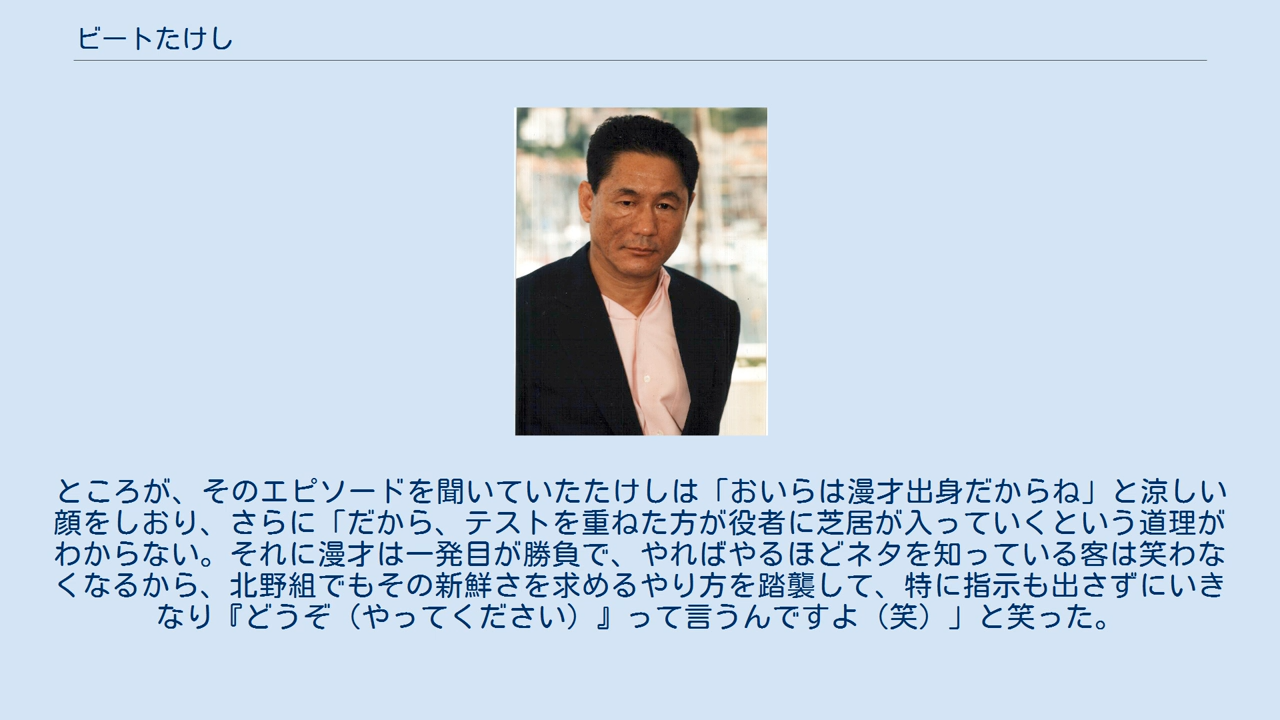 ビートたけし
ところが、そのエピソードを聞いていたたけしは「おいらは漫才出身だからね」と涼しい
顔をしおり、さらに「だから、テストを重ねた方が役者に芝居が入っていくという道理が
わからない。それに漫才は一発目が勝負で、やればやるほどネタを知っている客は笑わな
くなるから、北野組でもその新鮮さを求めるやり方を踏襲して、特に指示も出さずにいき
なり『どうぞ（やってください）』って言うんですよ（笑）」と笑った。